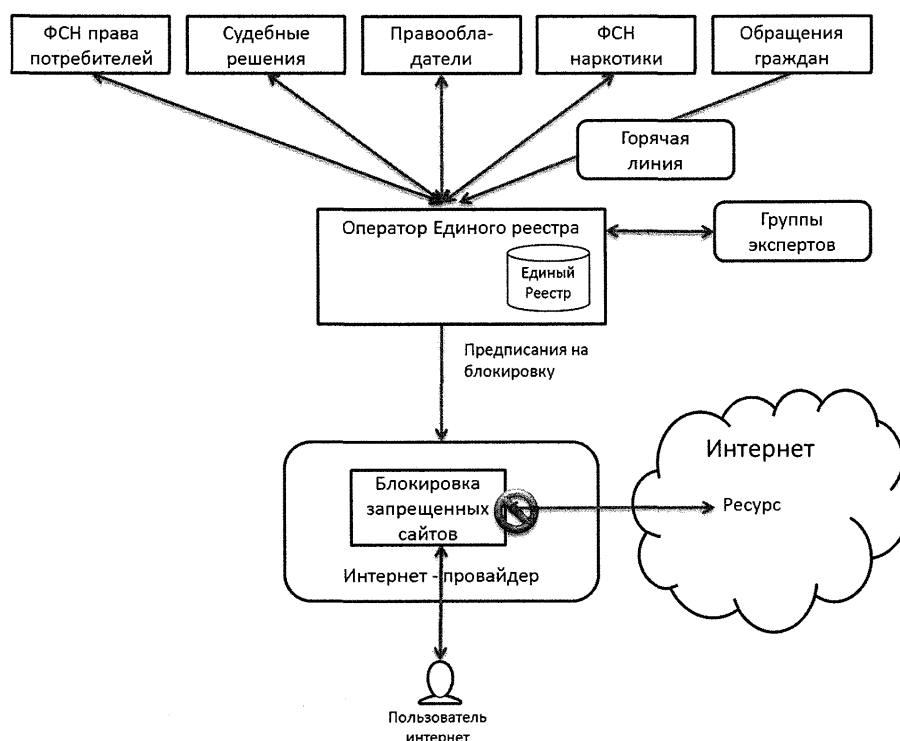 ФСН права
потребителей
Судебные
решения
Правообла-
датели
ФСН
наркотики
Обращения
граждан
Горячая
линия
Оператор Единого реестра
Единый
Реестр
Группы
экспертов
Предписания на
блокировку
Интернет
Ресурс
Блокировка
запрещенных
сайтов
Интернет - провайдер
Пользователь
интернет